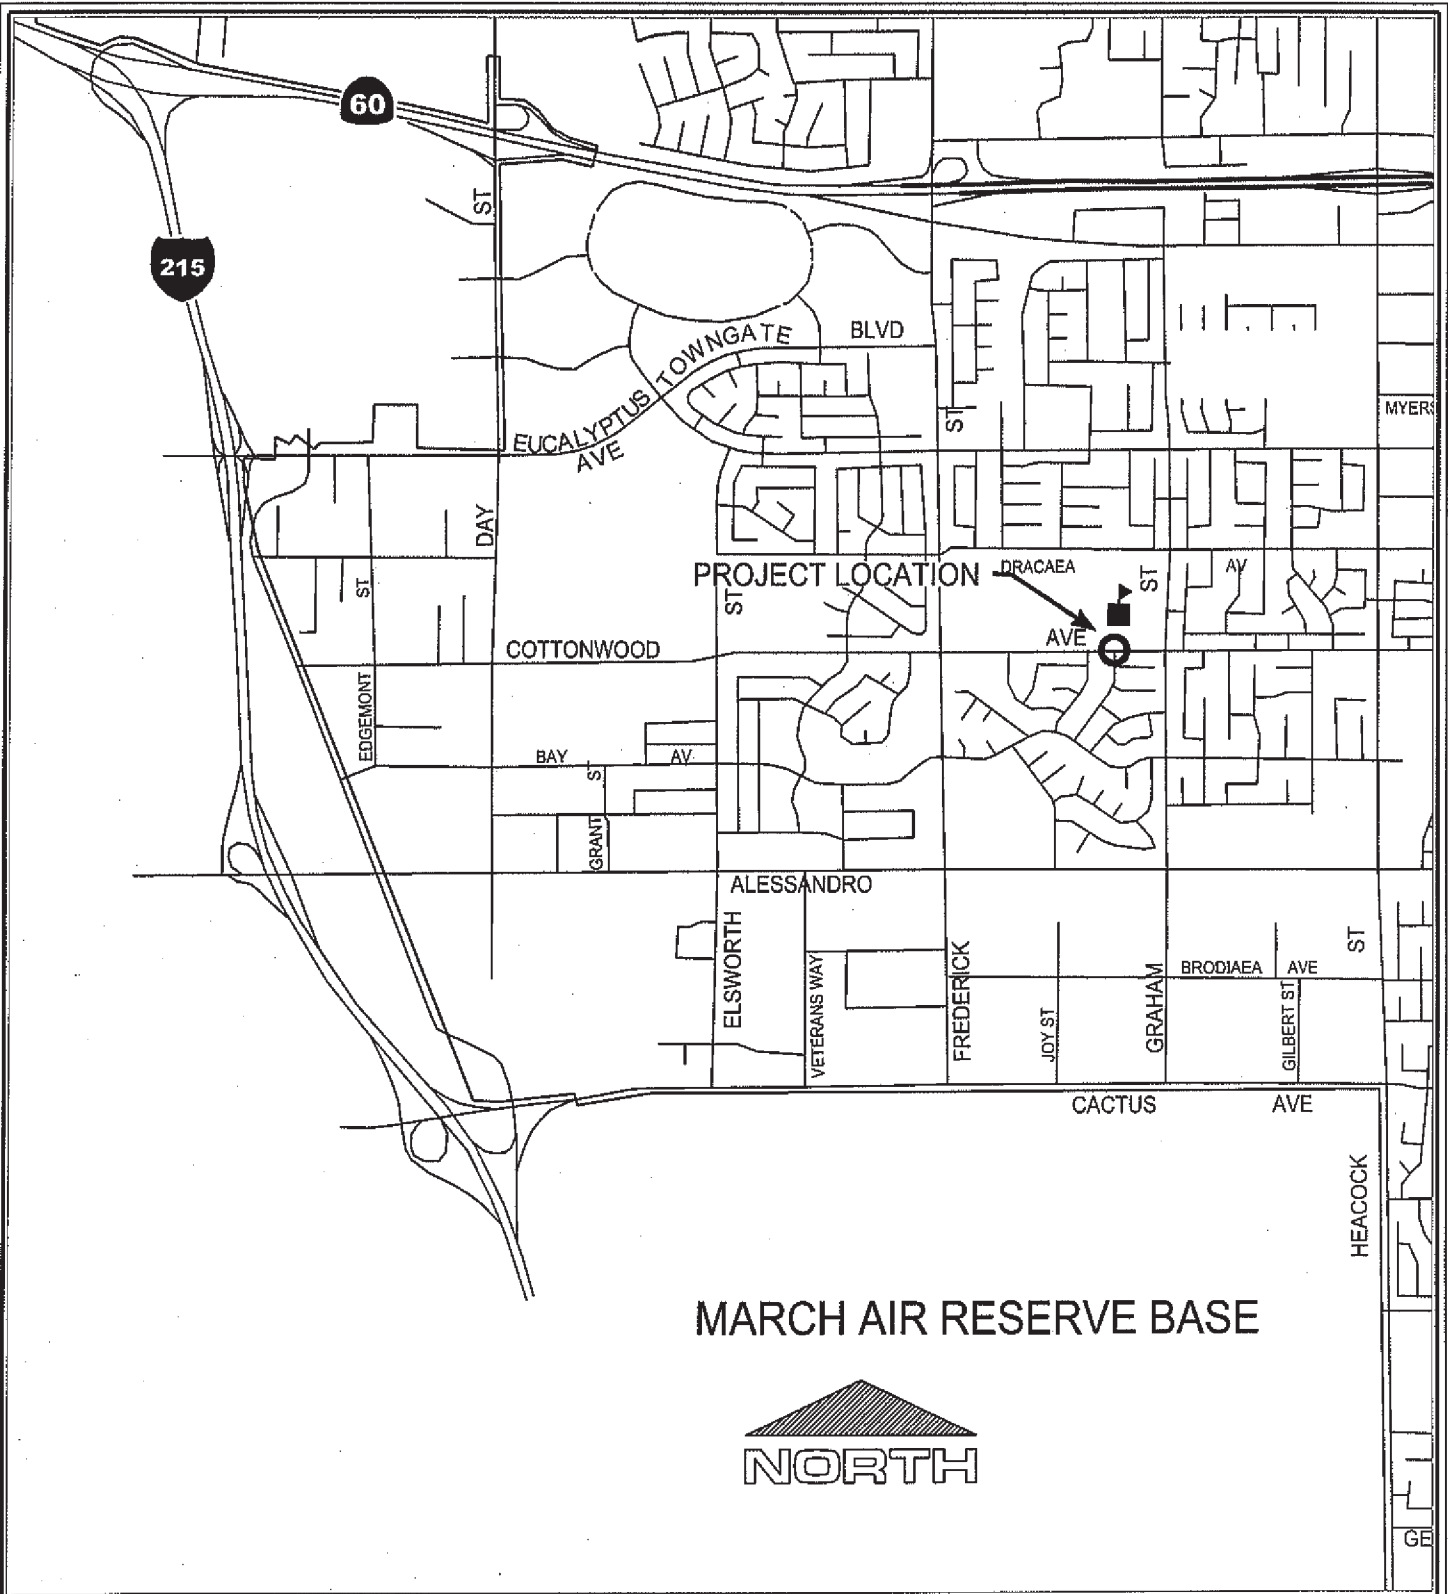 60
ST
215
TOWNGATE BLVD
EUCALYPTUS
AVE
ST
MYERS
DAY
PROJECT LOCATION
DRACAEA
AV
ST
ST
ST
AVE
COTTONWOOD
EDGEMONT
BAY
ST
AV
GRANT
ALESSANDRO
ELSWORTH
VETERANS WAY
FREDERICK
JOY ST
GRAHAM
BRODIAEA AVE
GILBERT ST
ST
CACTUS AVE
HEACOCK
MARCH AIR RESERVE BASE
NORTH
GE